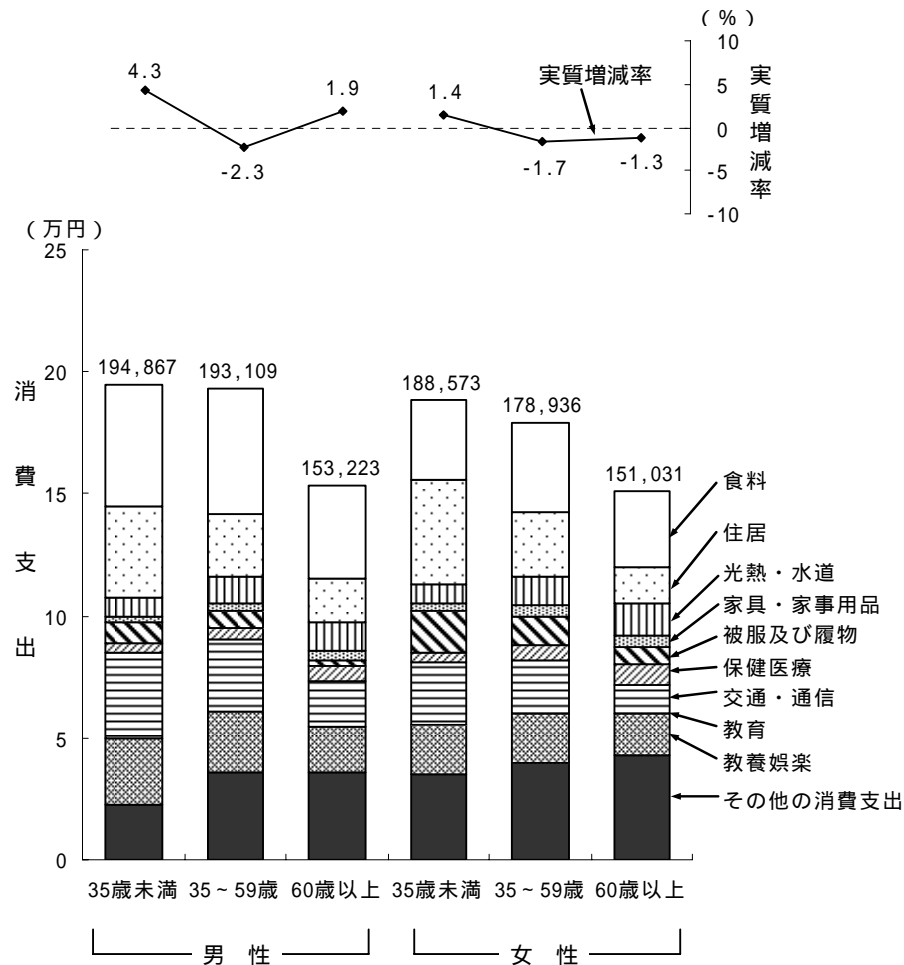 (%)
10
5
0
-5
-10
実質増減率
実質増減率
4.3
-2.3
1.9
1.4
-1.7
-1.3
(万円)
25
20
15
10
5
0
消費支出
194,867
193,109
153,223
188,573
178,936
151,031
食料
住居
光熱・水道
家具・家事用品
被服及び履物
保健医療
交通・通信
教育
教養娯楽
その他の消費支出
35歳未満 35~59歳 60歳以上 35歳未満 35~59歳 60歳以上
男性 女性